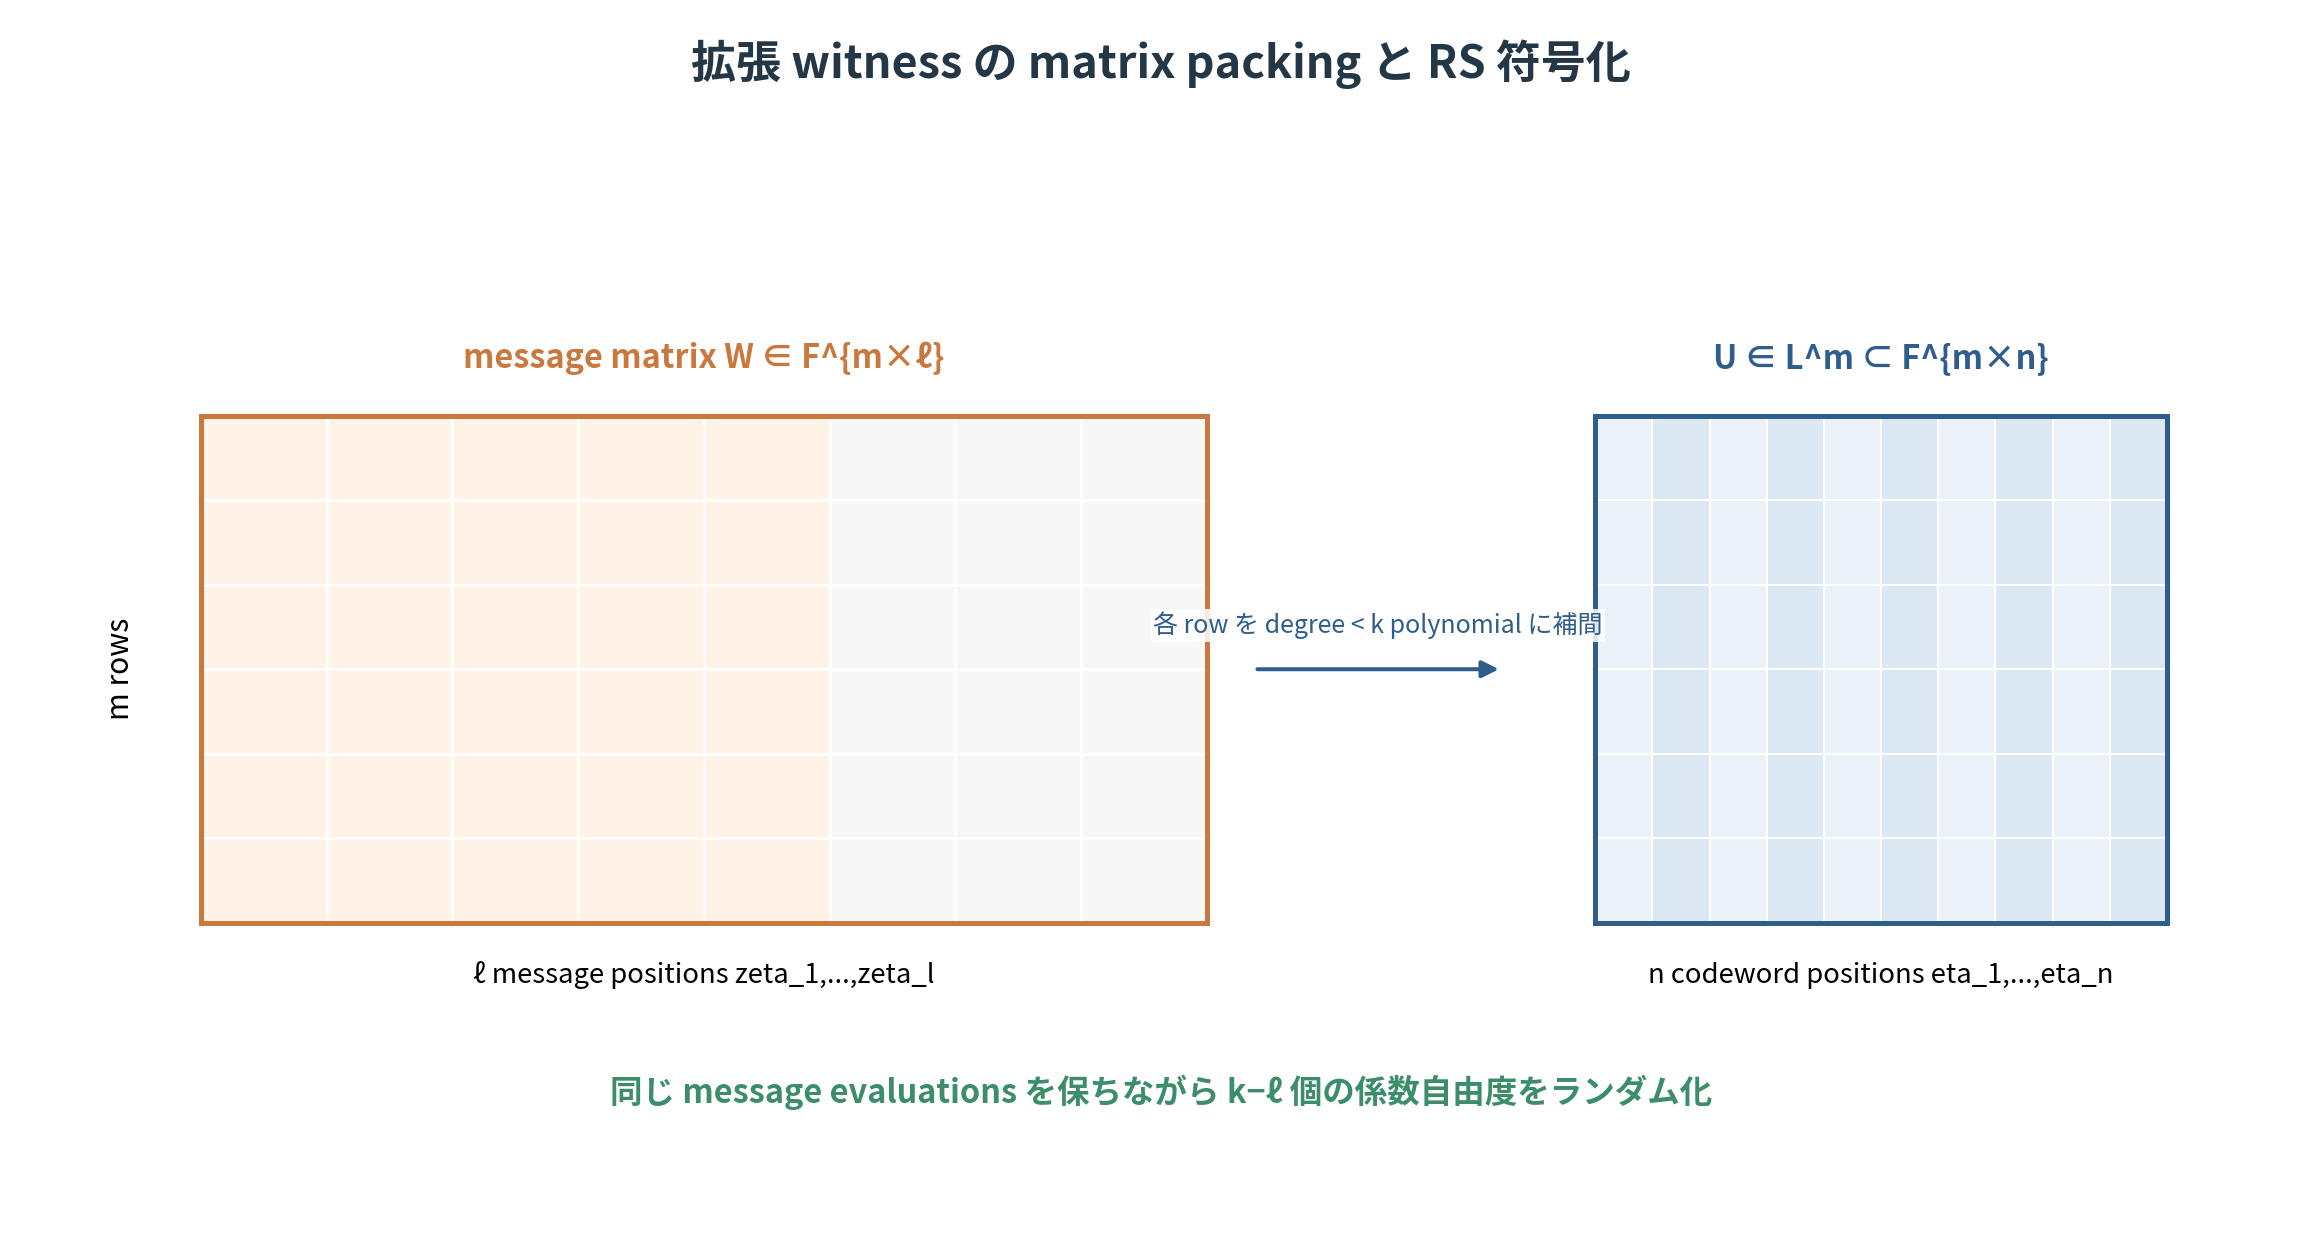 拡張 witness の matrix packing と RS 符号化
message matrix W ∈ F^{m×ℓ}
U ∈ L^m ⊂ F^{m×n}
各 row を degree < k polynomial に補間
m rows
ℓ message positions zeta_1,...,zeta_l
n codeword positions eta_1,...,eta_n
同じ message evaluations を保ちながら k−ℓ 個の係数自由度をランダム化